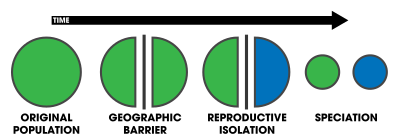 TIME
ORIGINAL
POPULATION
GEOGRAPHIC
BARRIER
REPRODUCTIVE
ISOLATION
SPECIATION